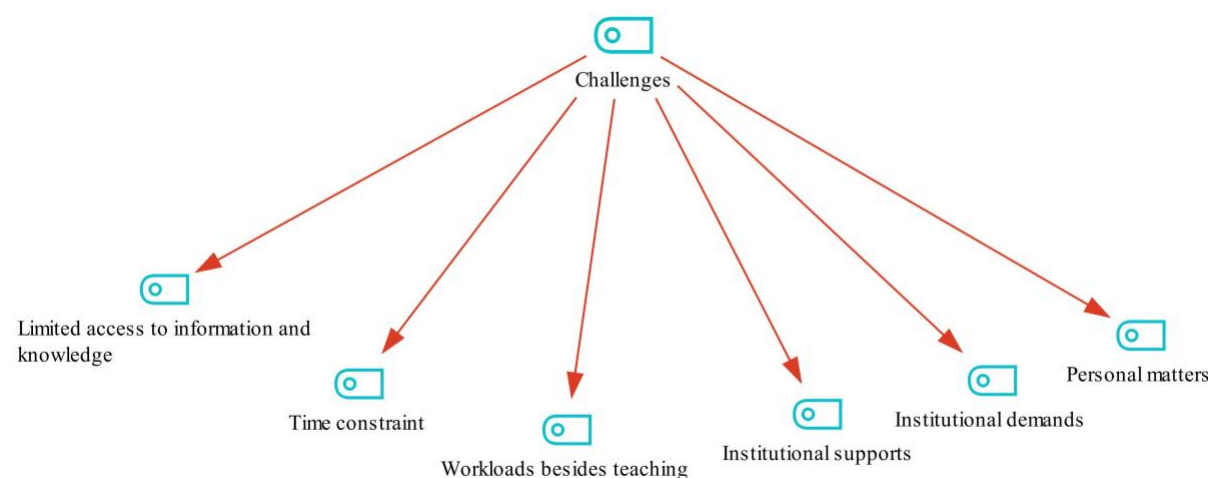 Challenges
Limited access to information and
knowledge
Time constraint
Workloads besides teaching
Institutional supports
Institutional demands
Personal matters